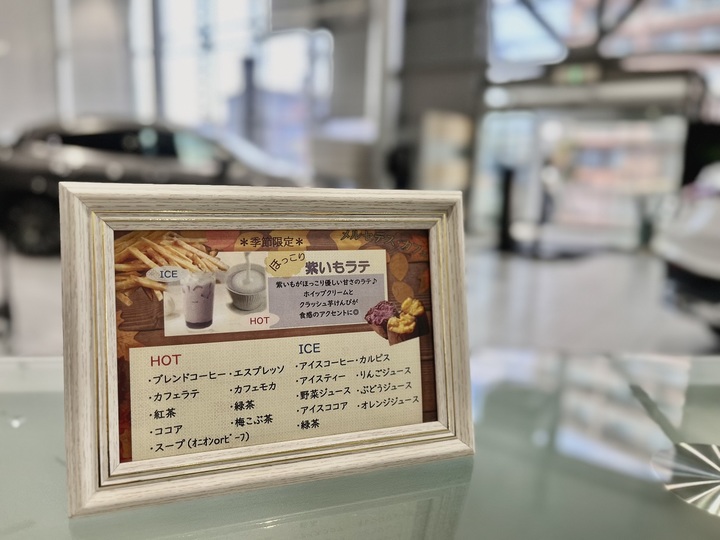 ＊季節限定＊
ICE
ほっこり
紫いもラテ
紫いもがほっこり優しい甘さのラテ♪
ホイップクリームと
クラッシュ芋けんぴが
食感のアクセントに◎
HOT
HOT
・ブレンドコーヒー
・カフェラテ
・紅茶
・ココア
・スープ（ｵﾆｵﾝorﾋﾞｰﾌ）
・エスプレッソ
・カフェモカ
・緑茶
・梅こぶ茶
ICE
・アイスコーヒー
・アイスティー
・野菜ジュース
・アイスココア
・緑茶
・カルピス
・りんごジュース
・ぶどうジュース
・オレンジジュース